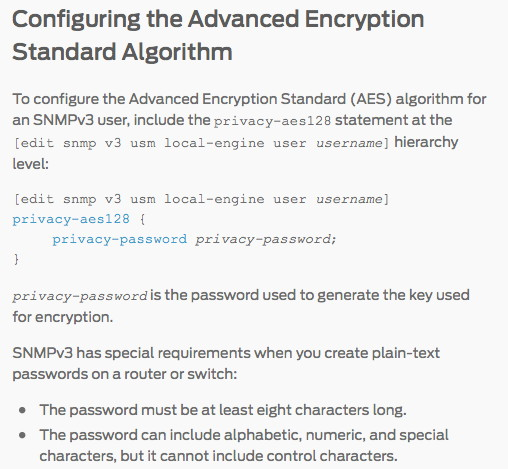 Configuring the Advanced Encryption
Standard Algorithm
To configure the Advanced Encryption Standard (AES) algorithm for
an SNMPv3 user, include the privacy-aes128 statement at the
[edit snmp v3 usm local-engine user username] hierarchy
level:
[edit snmp v3 usm local-engine user username]
privacy-aes128 {
privacy-password privacy-password;
}
privacy-password is the password used to generate the key used
for encryption.
SNMPv3 has special requirements when you create plain-text
passwords on a router or switch:
• The password must be at least eight characters long.
• The password can include alphabetic, numeric, and special
characters, but it cannot include control characters.